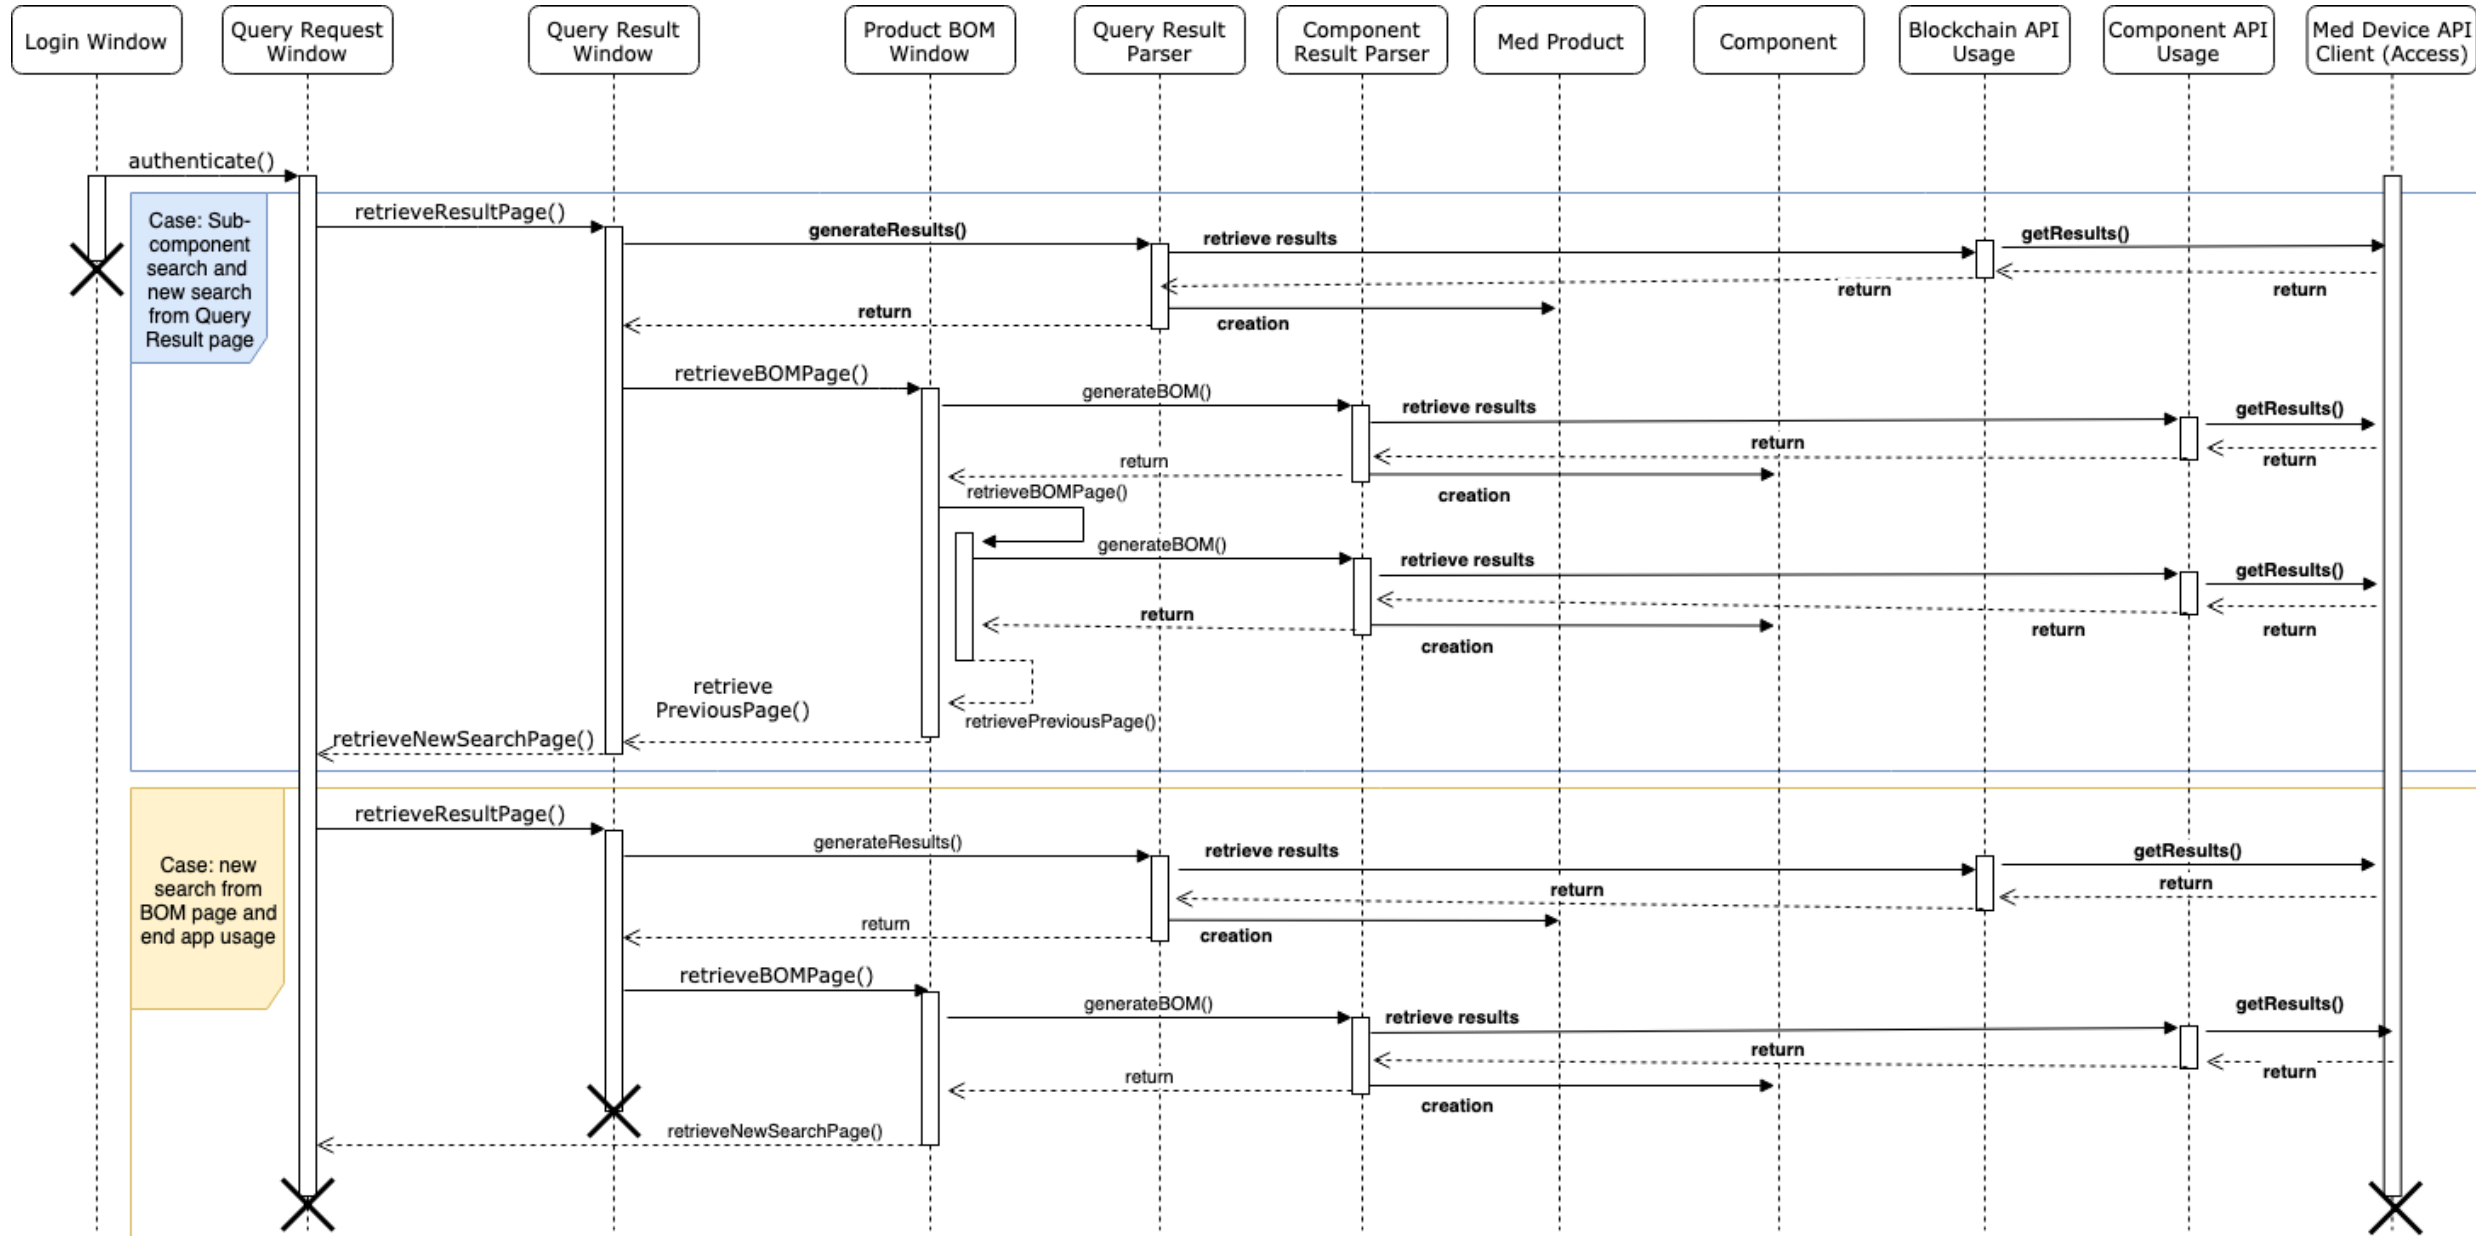 Login Window
Query Request
Window
Query Result
Window
Product BOM
Window
Query Result
Parser
Component
Result Parser
Med Product
Component
Blockchain API
Usage
Component API
Usage
Med Device API
Client (Access)
authenticate()
Case: Sub-
component
search and
new search
from Query
Result page
retrieveResultPage()
generateResults()
retrieve results
getResults()
return
return
creation
return
retrieveBOMPage()
generateBOM()
retrieve results
getResults()
return
return
return
creation
retrieveBOMPage()
generateBOM()
retrieve results
getResults()
return
return
return
creation
retrieve
PreviousPage()
retrievePreviousPage()
retrieveNewSearchPage()
Case: new
search from
BOM page and
end app usage
retrieveResultPage()
generateResults()
retrieve results
getResults()
return
return
return
creation
retrieveBOMPage()
generateBOM()
retrieve results
getResults()
return
return
return
creation
retrieveNewSearchPage()